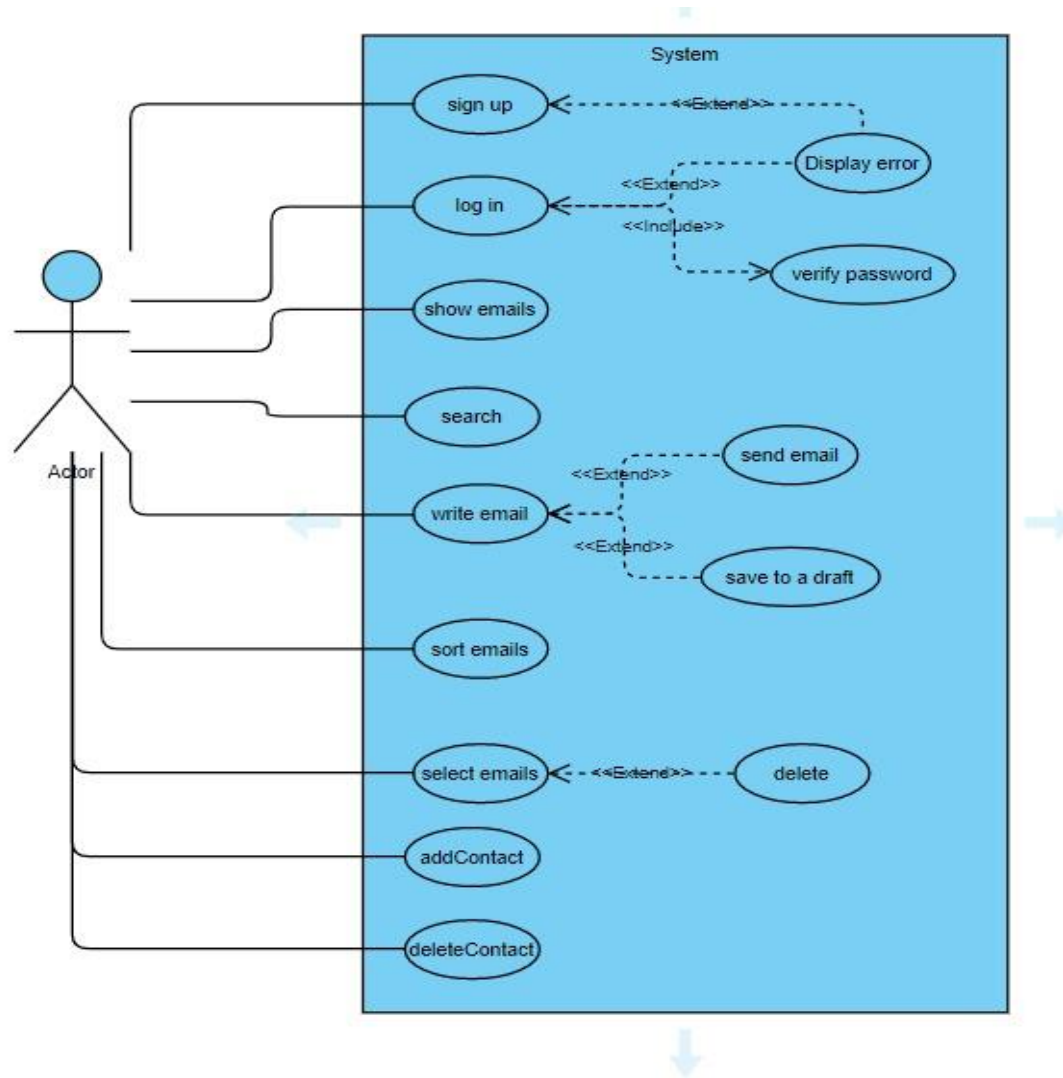 System
sign up
<<Extend>>
Display error
<<Extend>>
log in
<<Include>>
verify password
show emails
search
send email
<<Extend>>
Actor
write email
<<Extend>>
save to a draft
sort emails
select emails
<<Extend>>
delete
addContact
deleteContact